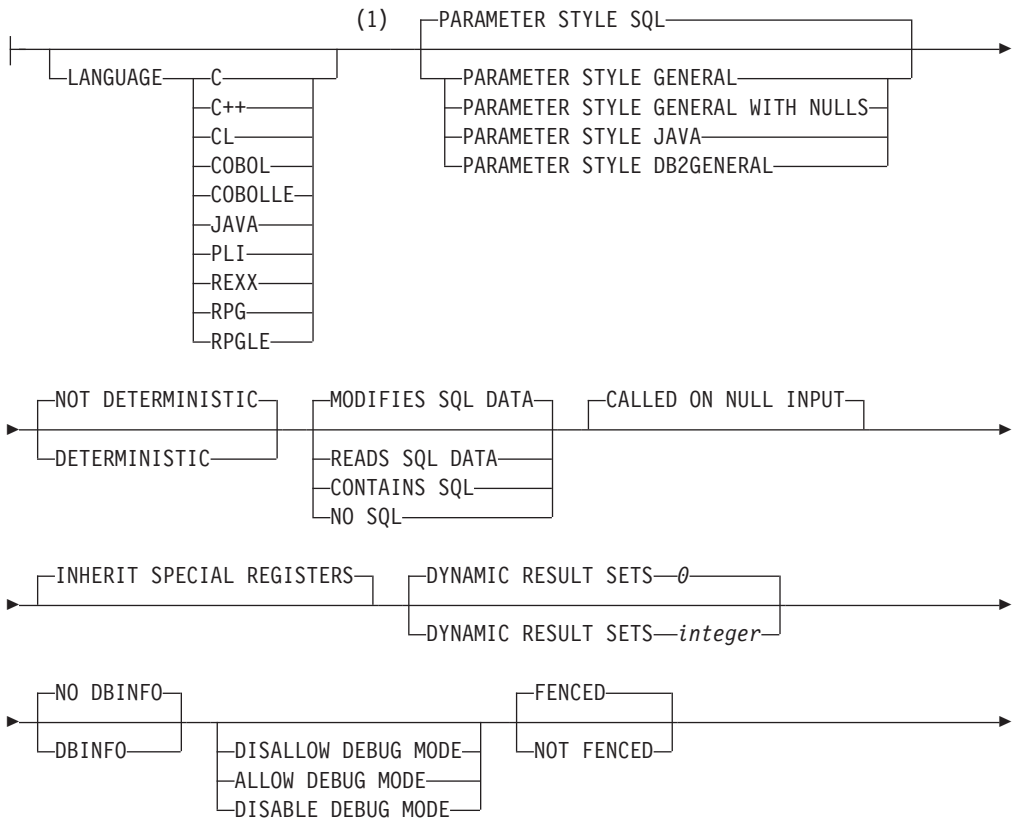 (1) PARAMETER STYLE SQL
LANGUAGE C PARAMETER STYLE GENERAL
C++ PARAMETER STYLE GENERAL WITH NULLS
CL PARAMETER STYLE JAVA
COBOL PARAMETER STYLE DB2GENERAL
COBOLLE
JAVA
PLI
REXX
RPG
RPGLE
NOT DETERMINISTIC MODIFIES SQL DATA CALLED ON NULL INPUT
DETERMINISTIC READS SQL DATA
CONTAINS SQL
NO SQL
INHERIT SPECIAL REGISTERS DYNAMIC RESULT SETS 0
DYNAMIC RESULT SETS integer
NO DBINFO FENCED
DBINFO DISALLOW DEBUG MODE NOT FENCED
ALLOW DEBUG MODE
DISABLE DEBUG MODE